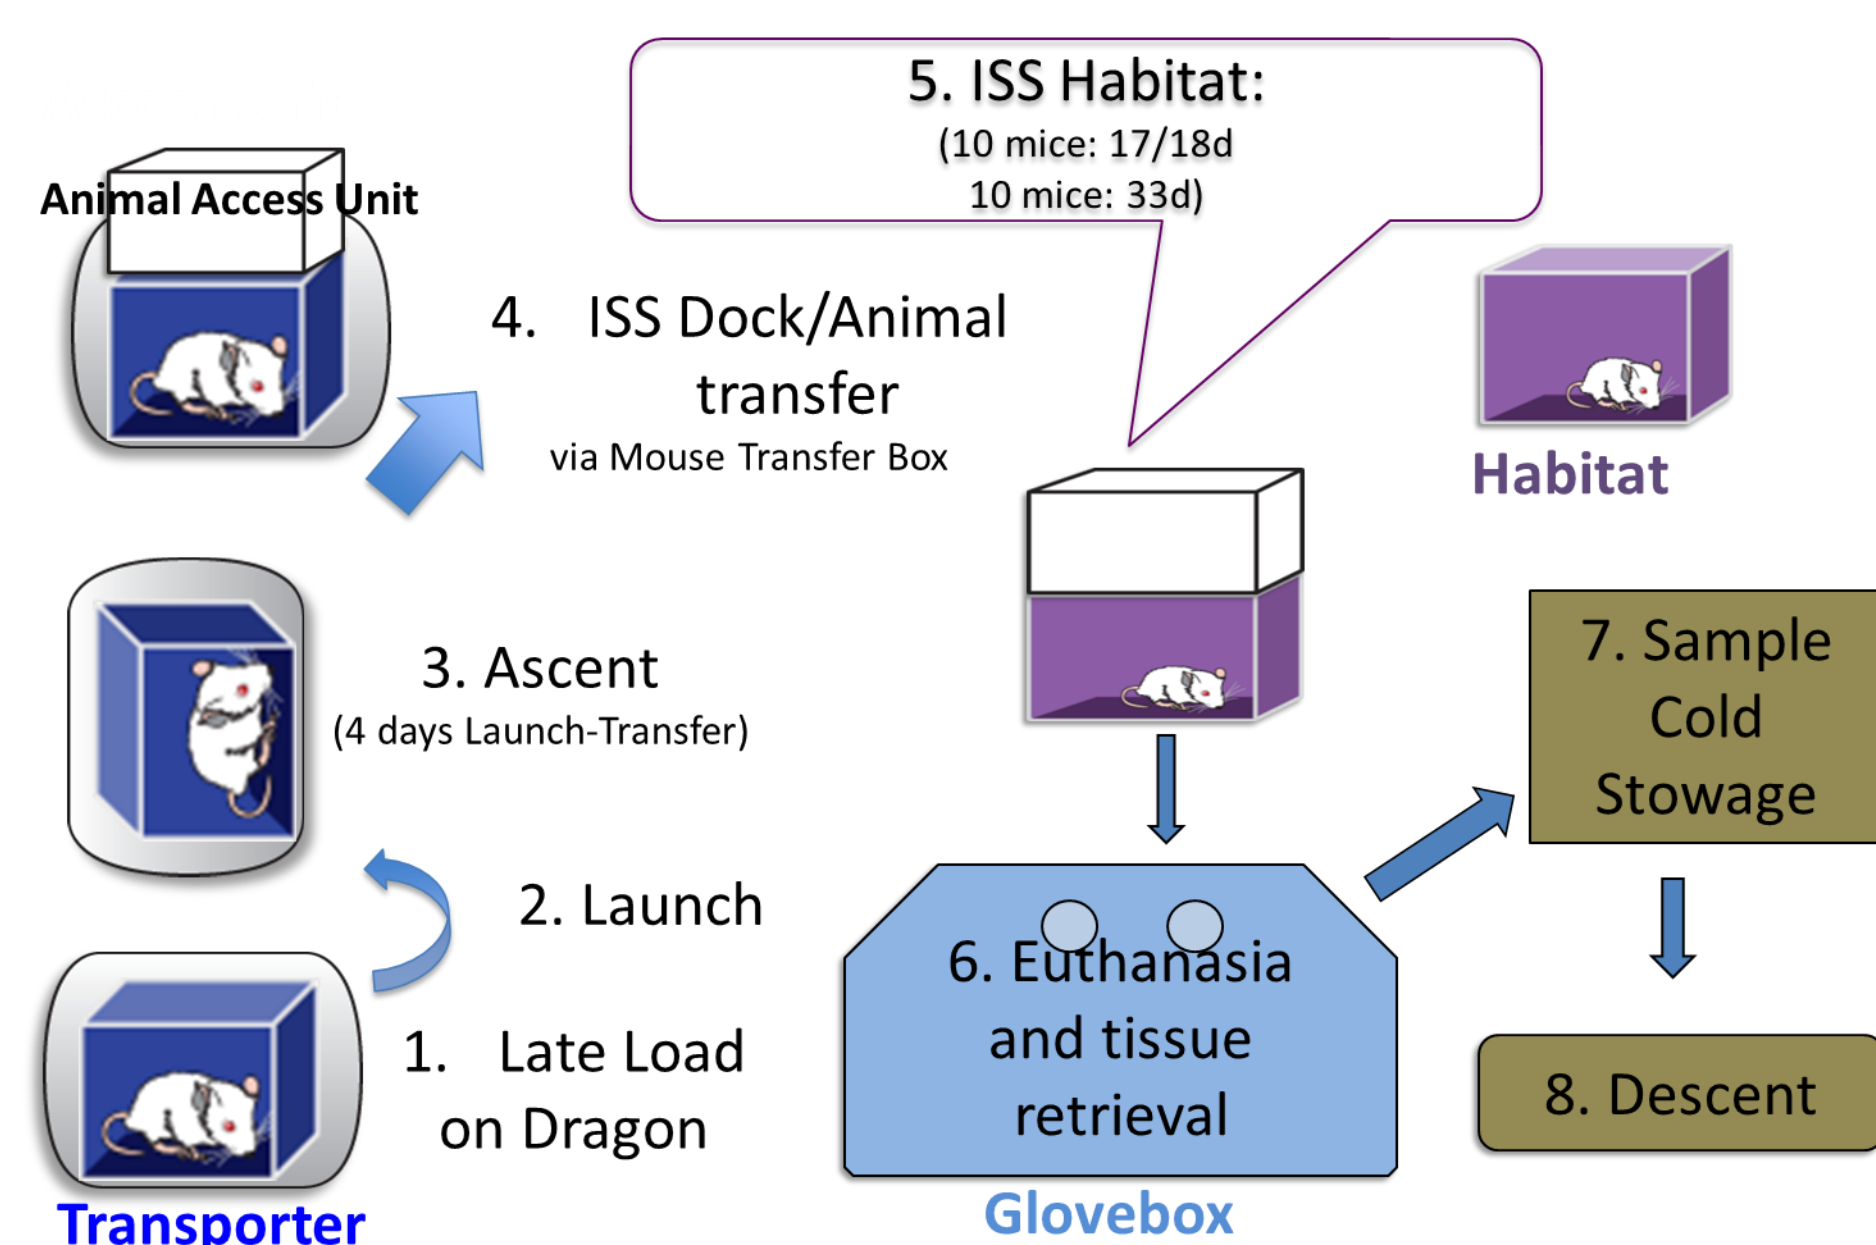 5. ISS Habitat:
(10 mice: 17/18d
10 mice: 33d)
Animal Access Unit
4. ISS Dock/Animal
transfer
via Mouse Transfer Box
Habitat
3. Ascent
(4 days Launch-Transfer)
7. Sample
Cold
Stowage
2. Launch
6. Euthanasia
and tissue
retrieval
1. Late Load
on Dragon
8. Descent
Transporter
Glovebox